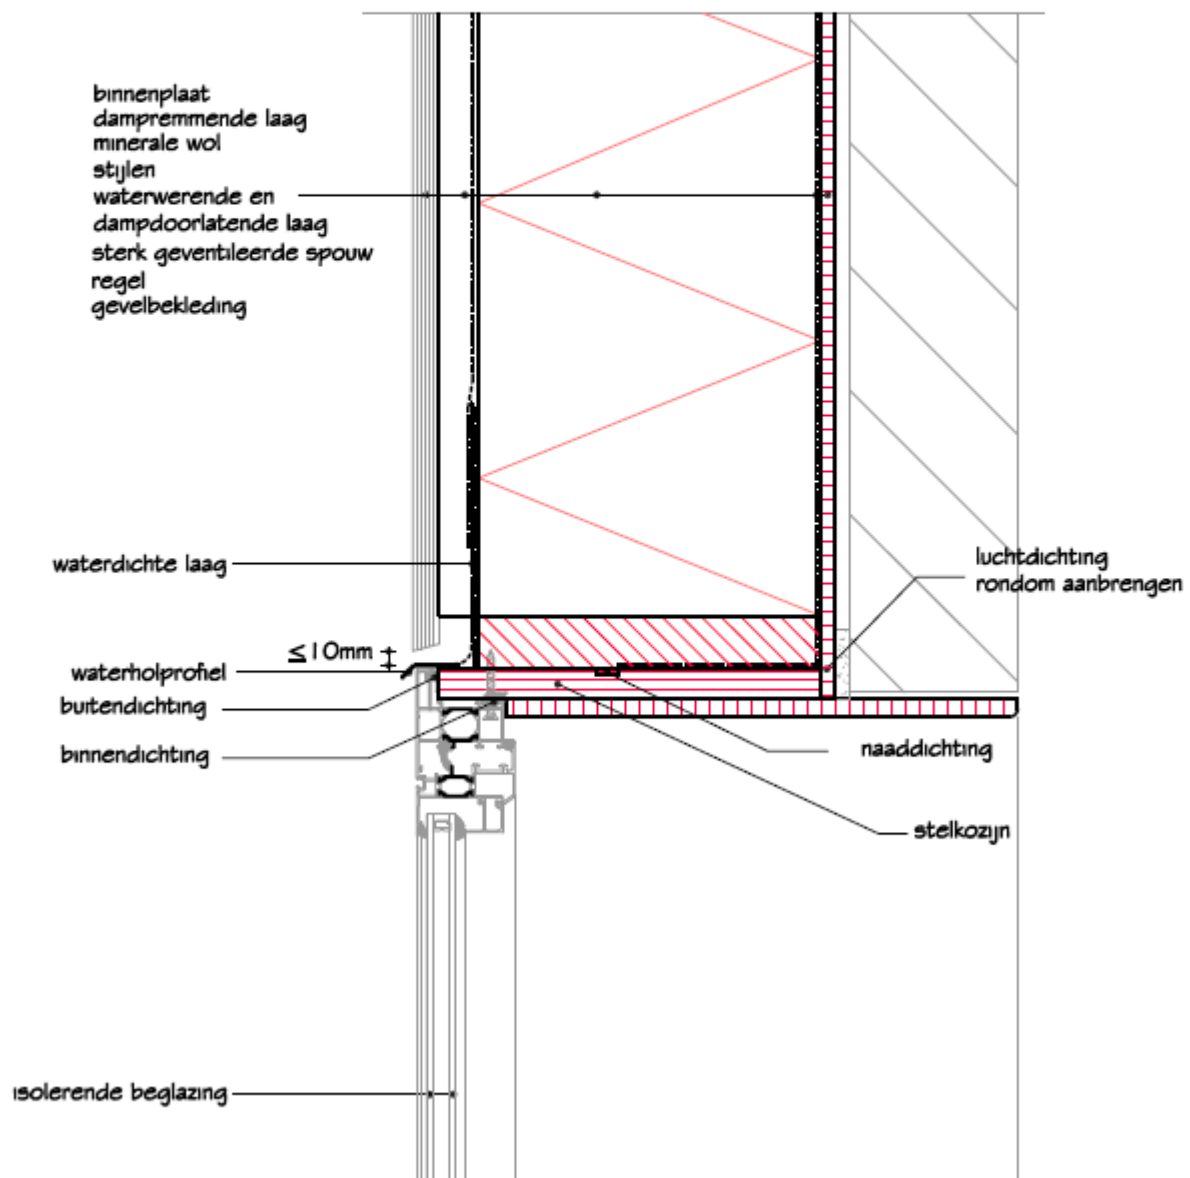 binnenplaat
dampremmende laag
minerale wol
stijlen
waterwerende en
dampdoorlatende laag
sterk geventileerde spouw
regel
gevelbekleding
waterdichte laag
luchtdichting
rondom aanbrengen
≤10mm
waterholprofiel
buitendichting
binnendichting
naaddichting
stelkozijn
isolerende beglazing